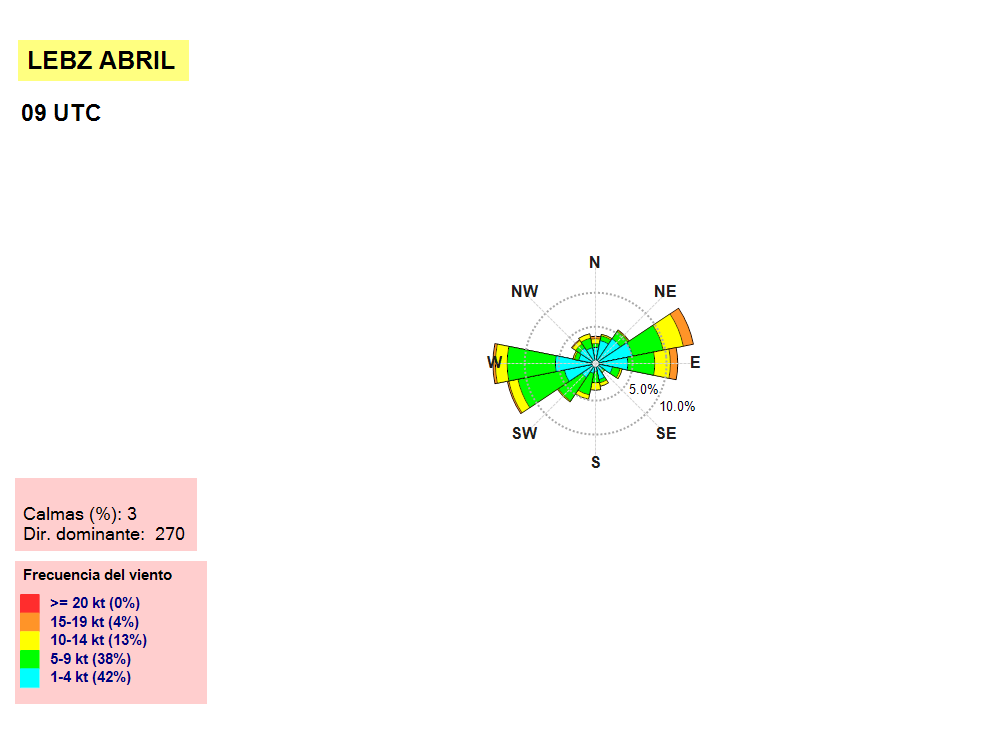 LEBZ ABRIL
09 UTC
N
NW
NE
W
E
5.0%
10.0%
SW
SE
S
Calmas (%): 3
Dir. dominante:  270
Frecuencia del viento
>= 20 kt (0%)
15-19 kt (4%)
10-14 kt (13%)
5-9 kt (38%)
1-4 kt (42%)